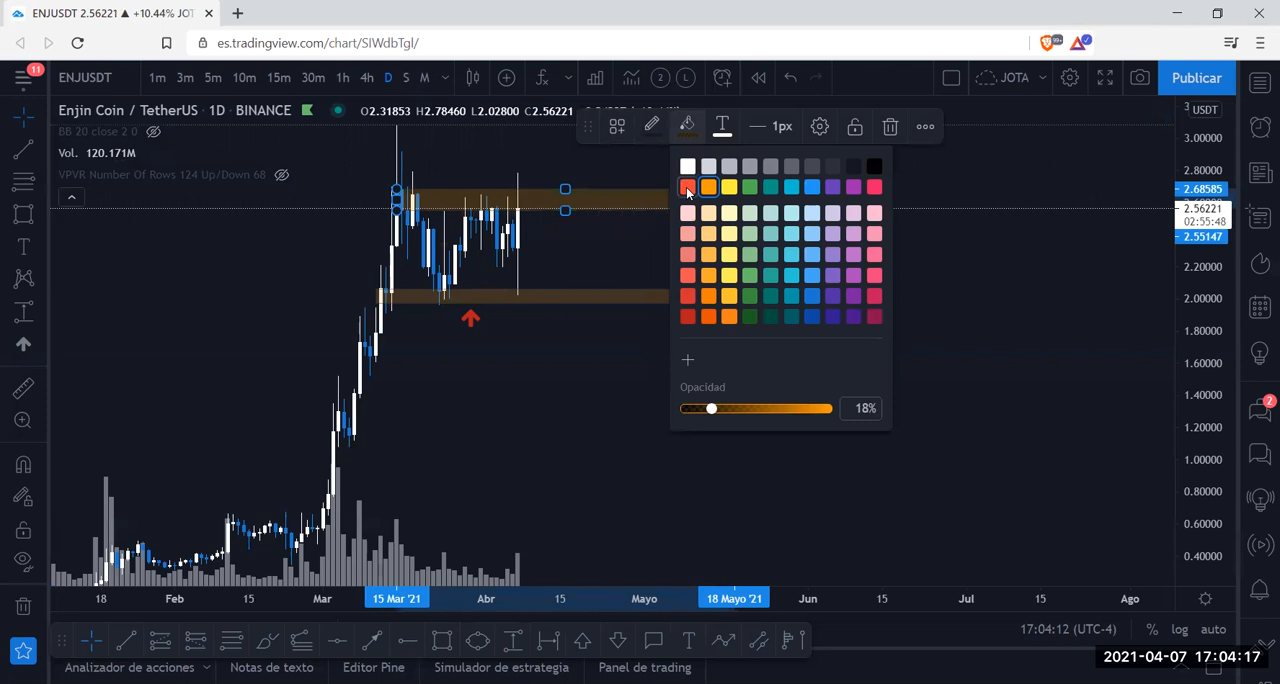 ENJUSDT 2.56221 ▲ +10.44% JOT
es.tradingview.com/chart/SIWdbTgl/
99+
11
ENJUSDT 1m 3m 5m 10m 15m 30m 1h 4h D S M
2 L
JOTA
Publicar
Enjin Coin / TetherUS · 1D · BINANCE O2.31853 H2.78460 L2.02800 C2.56221
BB 20 close 2 0
Vol. 120.171M
VPVR Number Of Rows 124 Up/Down 68
1px
USDT
3.00000
2.80000
2.68585
2.56221
02:55:48
2.55147
2.20000
2.00000
1.80000
1.60000
1.40000
1.20000
1.00000
0.80000
0.60000
0.40000
Opacidad
18%
2
18 Feb 15 Mar 15 Mar '21 Abr 15 Mayo 18 Mayo '21 Jun 15 Jul 15 Ago
17:04:12 (UTC-4) % log auto
Analizador de acciones Notas de texto Editor Pine Simulador de estrategia Panel de trading
2021-04-07 17:04:17